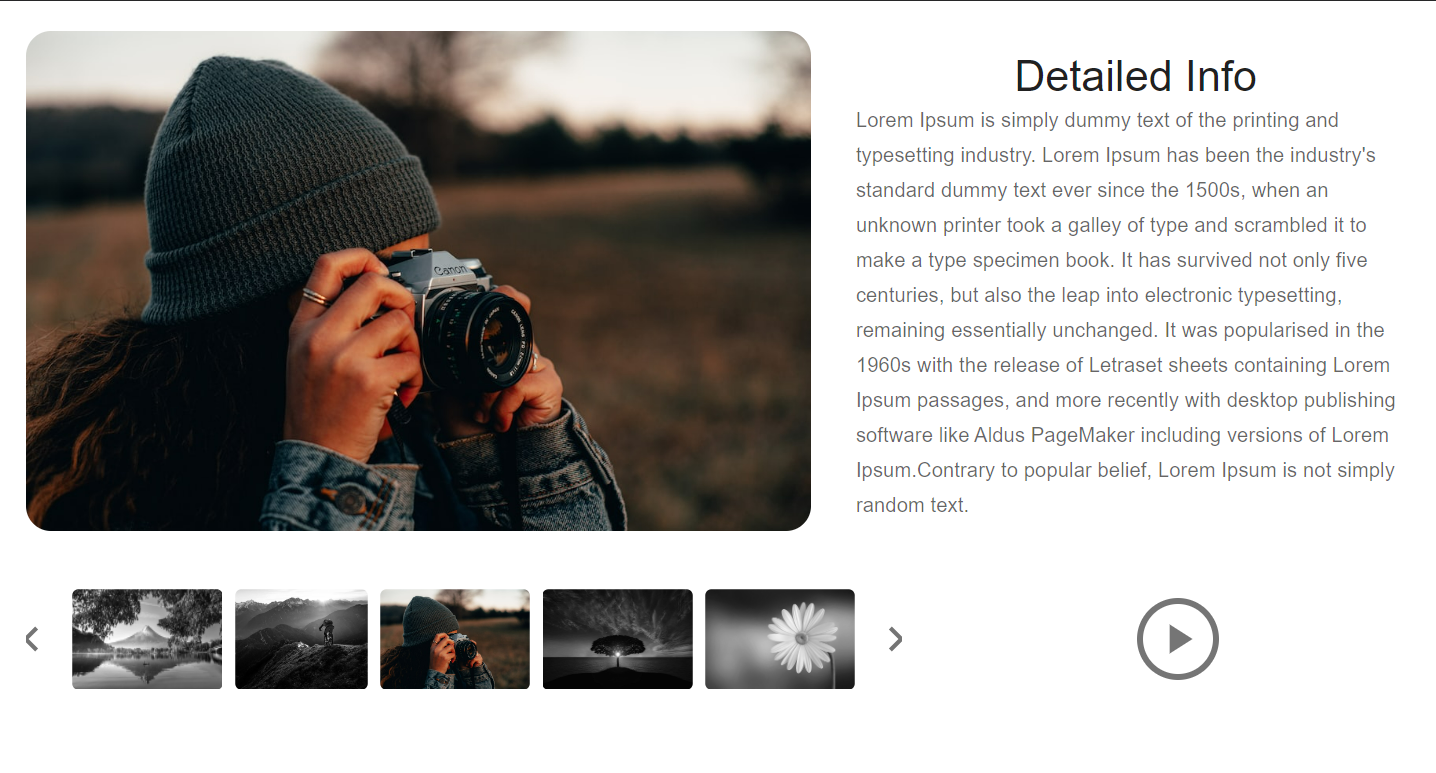 Detailed Info
Lorem Ipsum is simply dummy text of the printing and
typesetting industry. Lorem Ipsum has been the industry's
standard dummy text ever since the 1500s, when an
unknown printer took a galley of type and scrambled it to
make a type specimen book. It has survived not only five
centuries, but also the leap into electronic typesetting,
remaining essentially unchanged. It was popularised in the
1960s with the release of Letraset sheets containing Lorem
Ipsum passages, and more recently with desktop publishing
software like Aldus PageMaker including versions of Lorem
Ipsum.Contrary to popular belief, Lorem Ipsum is not simply
random text.
Canon